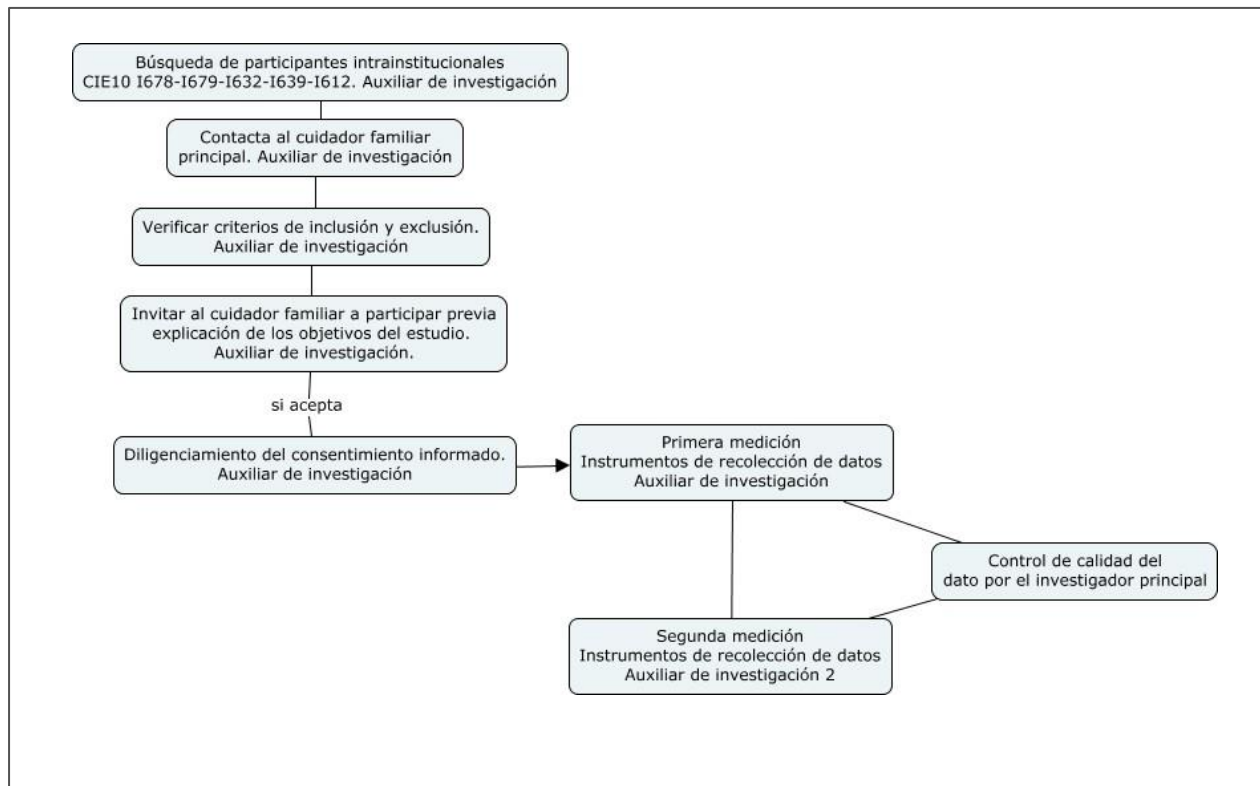 Búsqueda de participantes intrainstitucionales
CIE10 I678-I679-I632-I639-I612. Auxiliar de investigación
Contacta al cuidador familiar
principal. Auxiliar de investigación
Verificar criterios de inclusión y exclusión.
Auxiliar de investigación
Invitar al cuidador familiar a participar previa
explicación de los objetivos del estudio.
Auxiliar de investigación.
si acepta
Diligenciamiento del consentimiento informado.
Auxiliar de investigación
Primera medición
Instrumentos de recolección de datos
Auxiliar de investigación
Control de calidad del
dato por el investigador principal
Segunda medición
Instrumentos de recolección de datos
Auxiliar de investigación 2